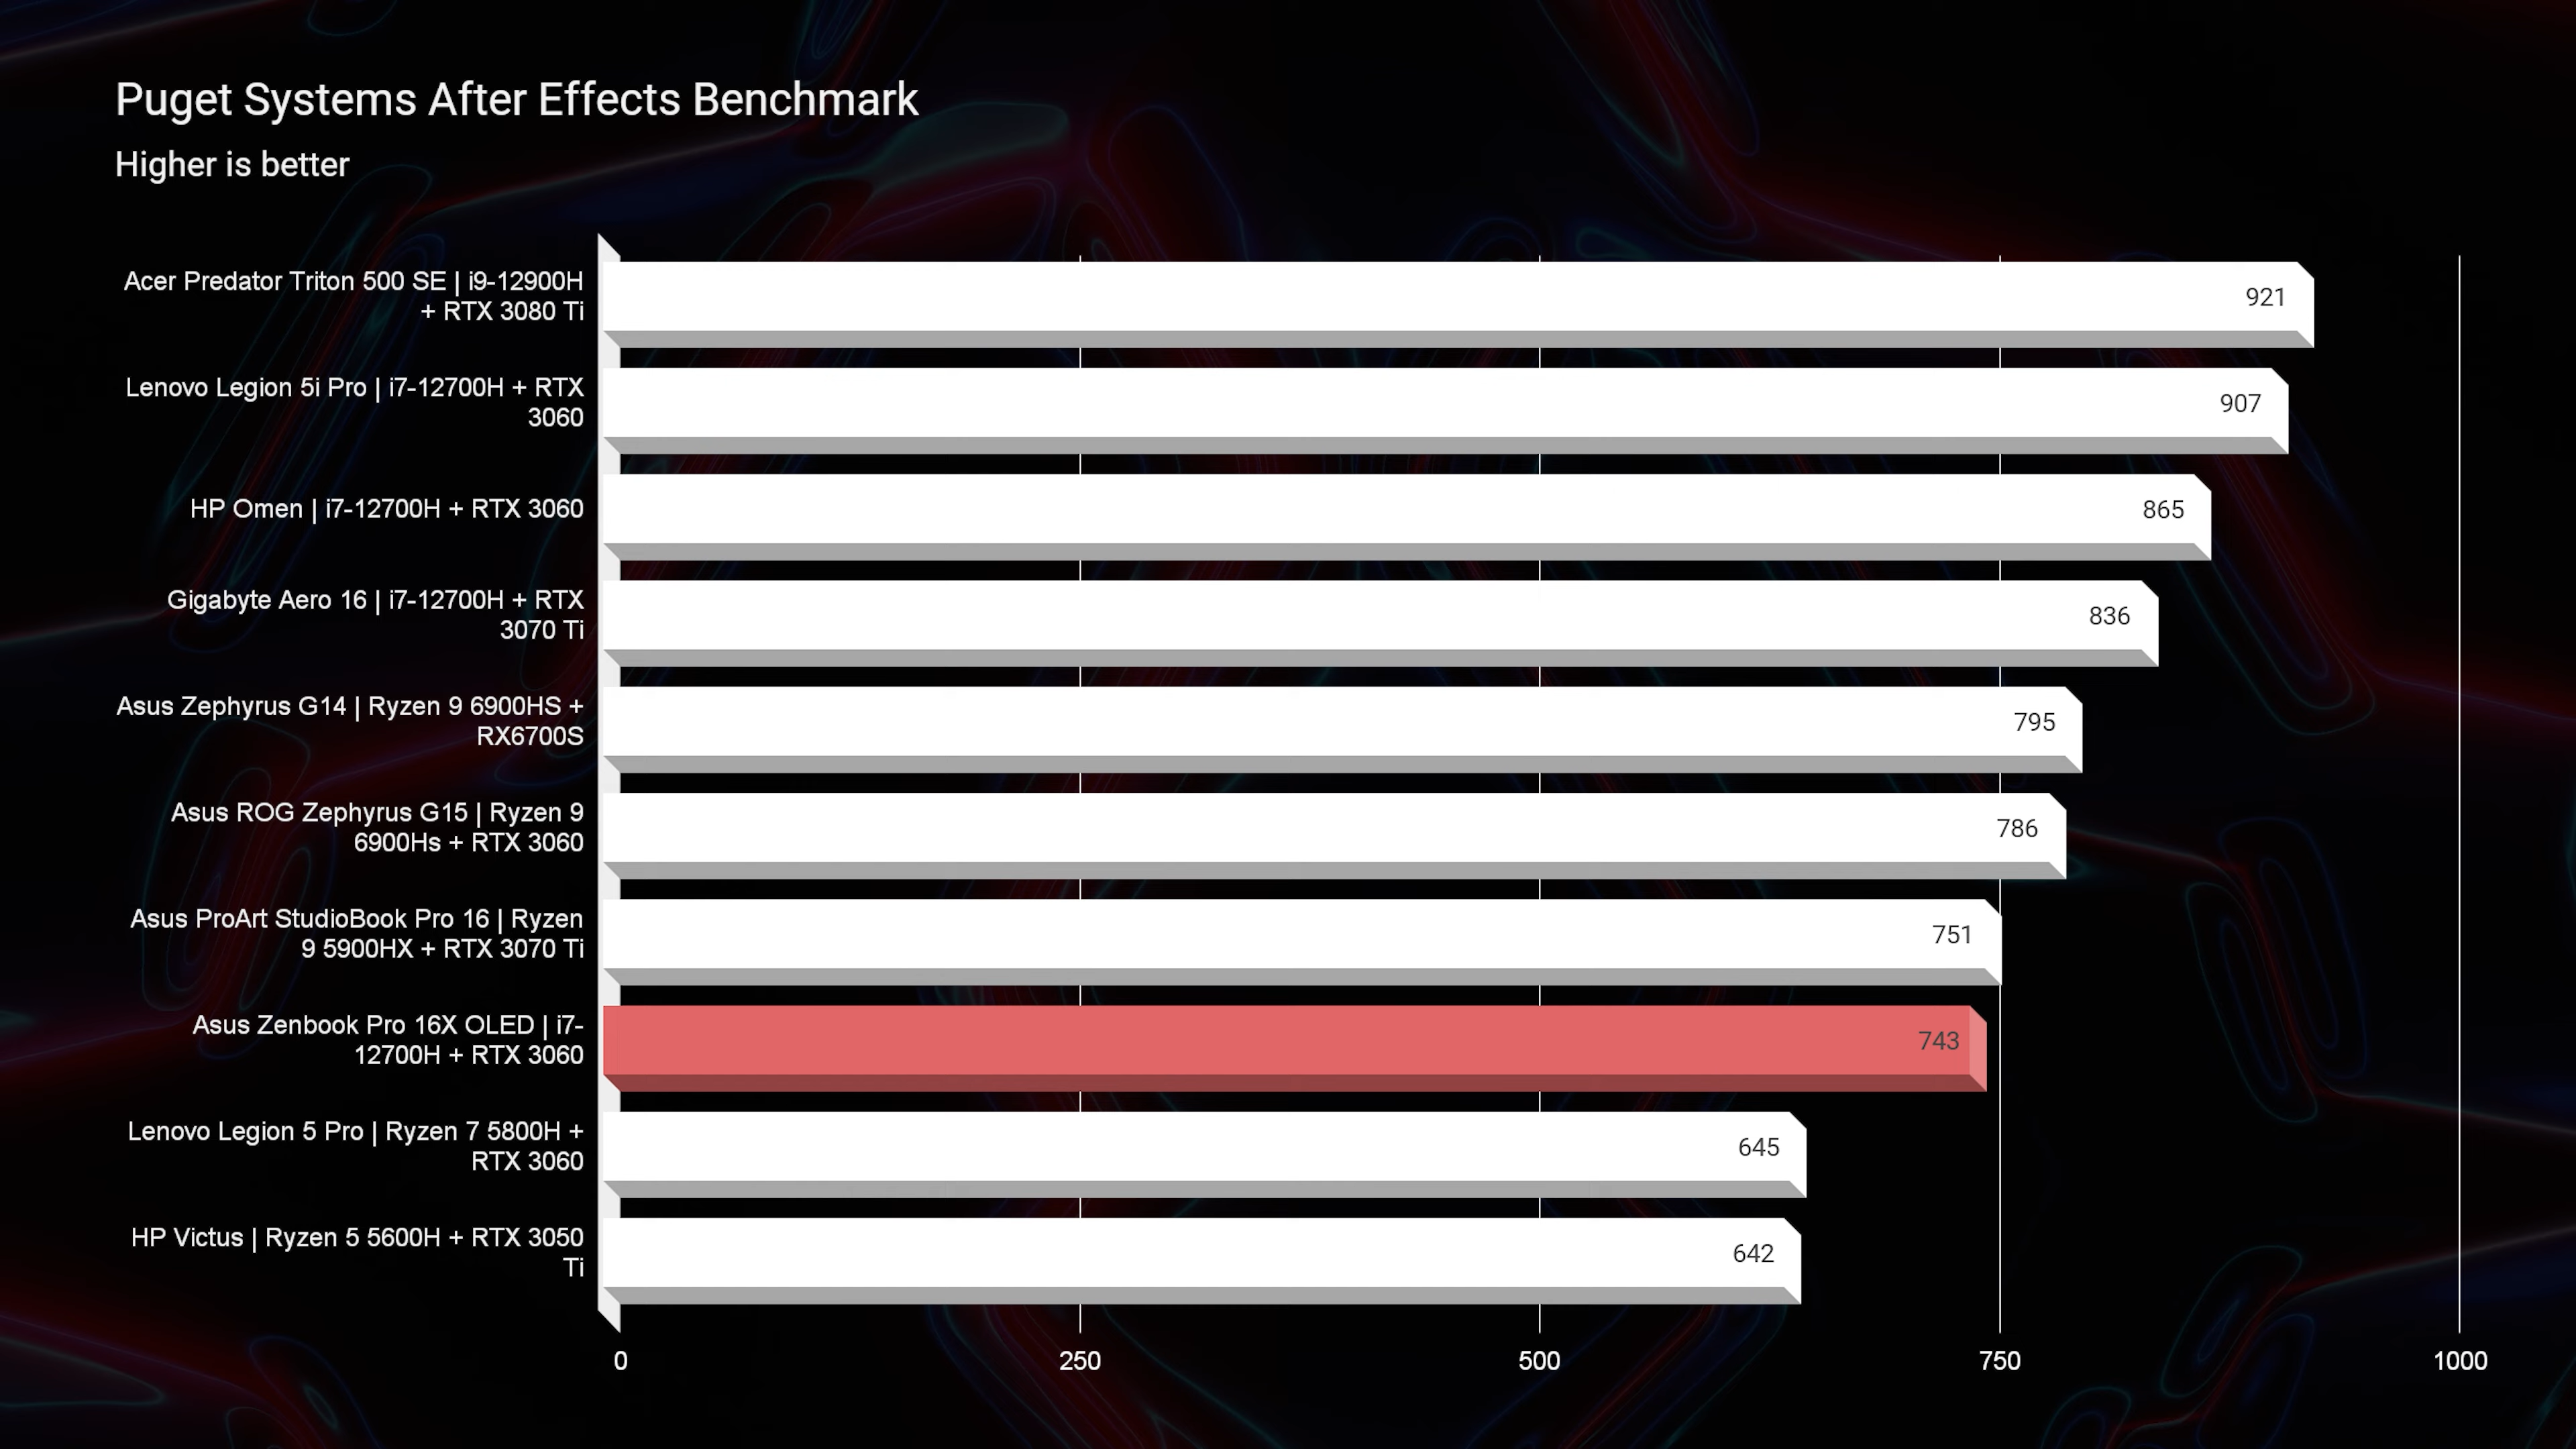 Puget Systems After Effects Benchmark
Higher is better
Acer Predator Triton 500 SE | i9-12900H
+ RTX 3080 Ti
921
Lenovo Legion 5i Pro | i7-12700H + RTX
3060
907
HP Omen | i7-12700H + RTX 3060
865
Gigabyte Aero 16 | i7-12700H + RTX
3070 Ti
836
Asus Zephyrus G14 | Ryzen 9 6900HS +
RX6700S
795
Asus ROG Zephyrus G15 | Ryzen 9
6900Hs + RTX 3060
786
Asus ProArt StudioBook Pro 16 | Ryzen
9 5900HX + RTX 3070 Ti
751
Asus Zenbook Pro 16X OLED | i7-
12700H + RTX 3060
743
Lenovo Legion 5 Pro | Ryzen 7 5800H +
RTX 3060
645
HP Victus | Ryzen 5 5600H + RTX 3050
Ti
642
0 250 500 750 1000